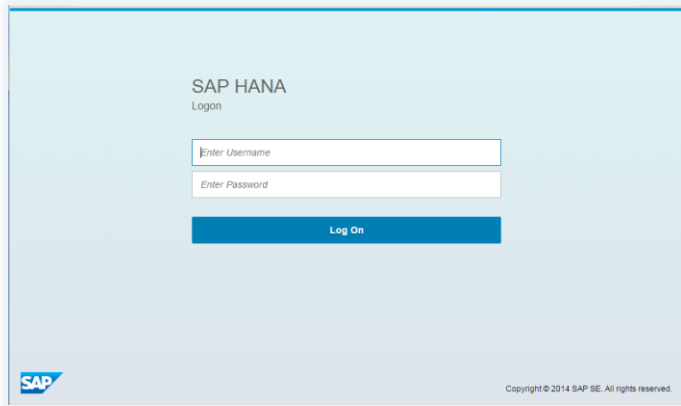 SAP HANA
Logon
Enter Username
Enter Password
Log On
SAP
Copyright © 2014 SAP SE. All rights reserved.